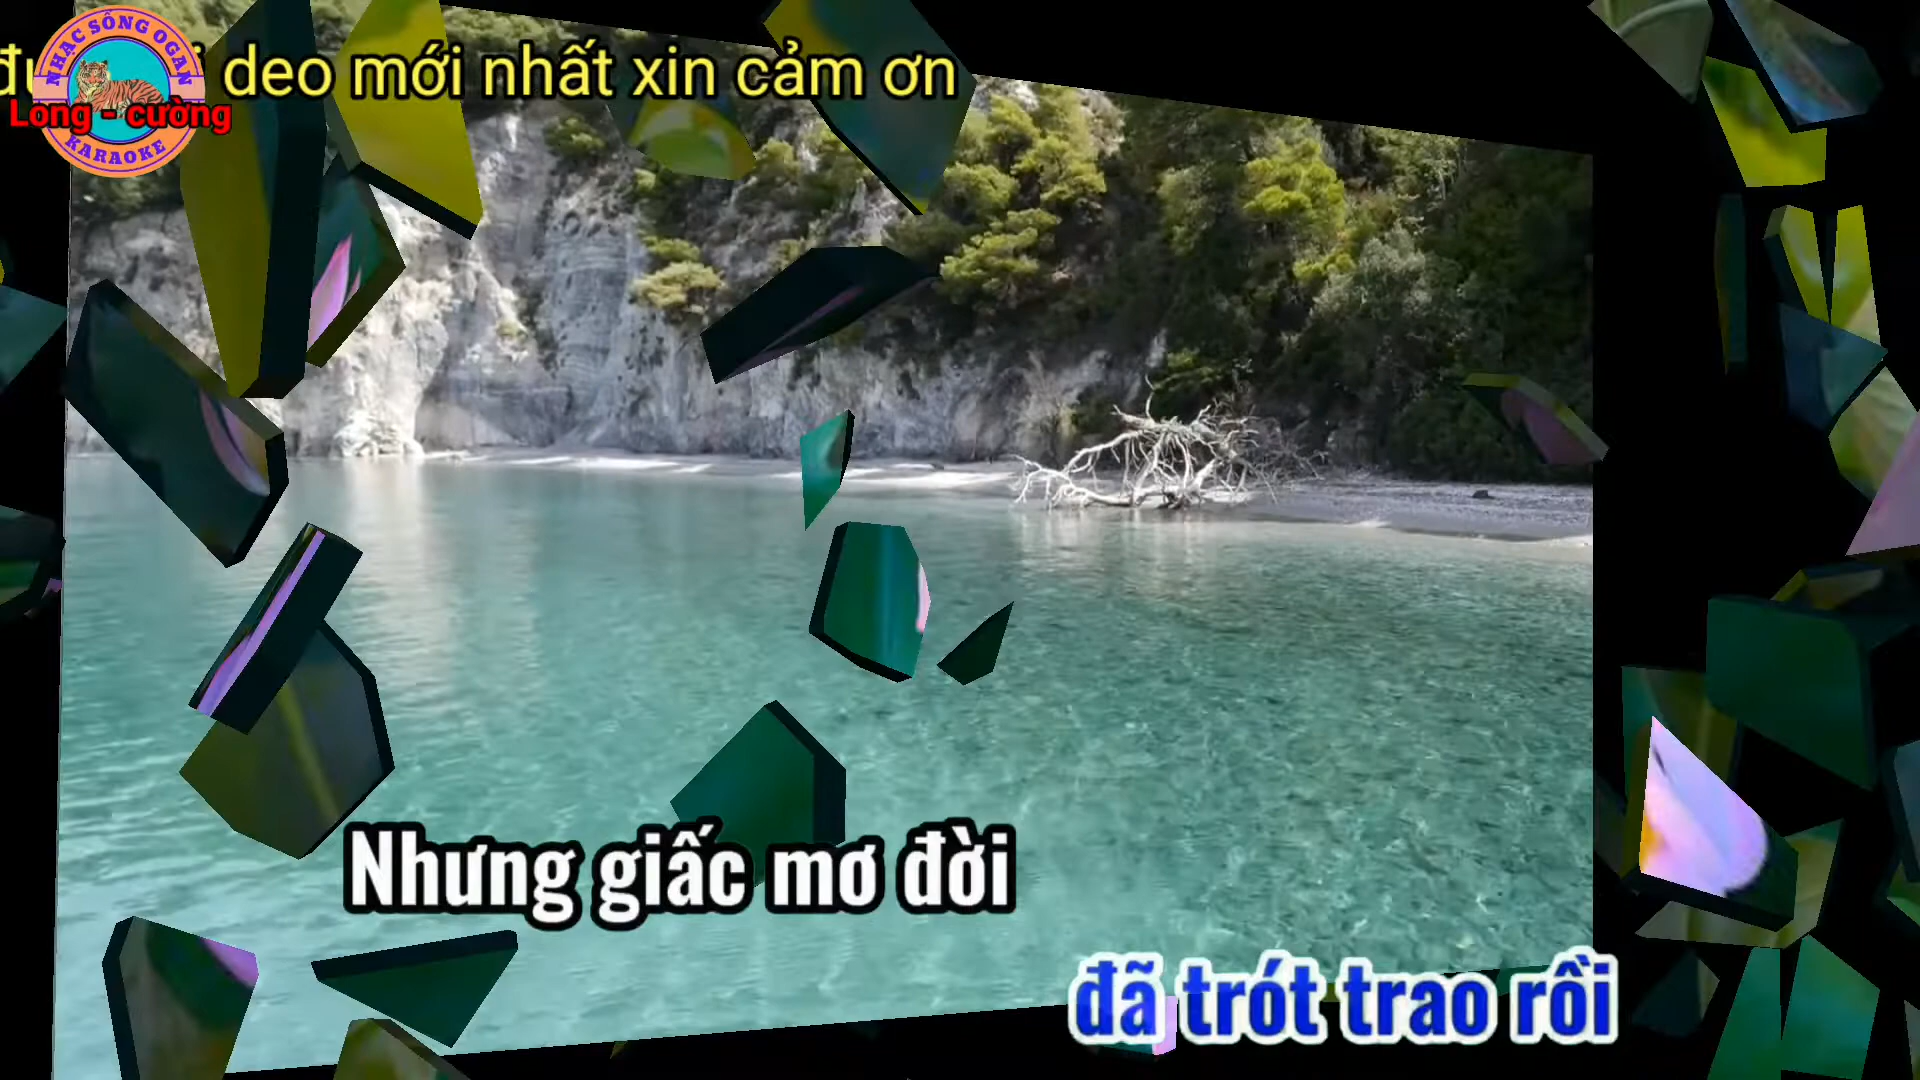 deo mới nhất xin cảm ơn
NHẠC SỐNG OGAN
Long - cường
KARAOKE
Nhưng giấc mơ đời
đã trót trao rồi